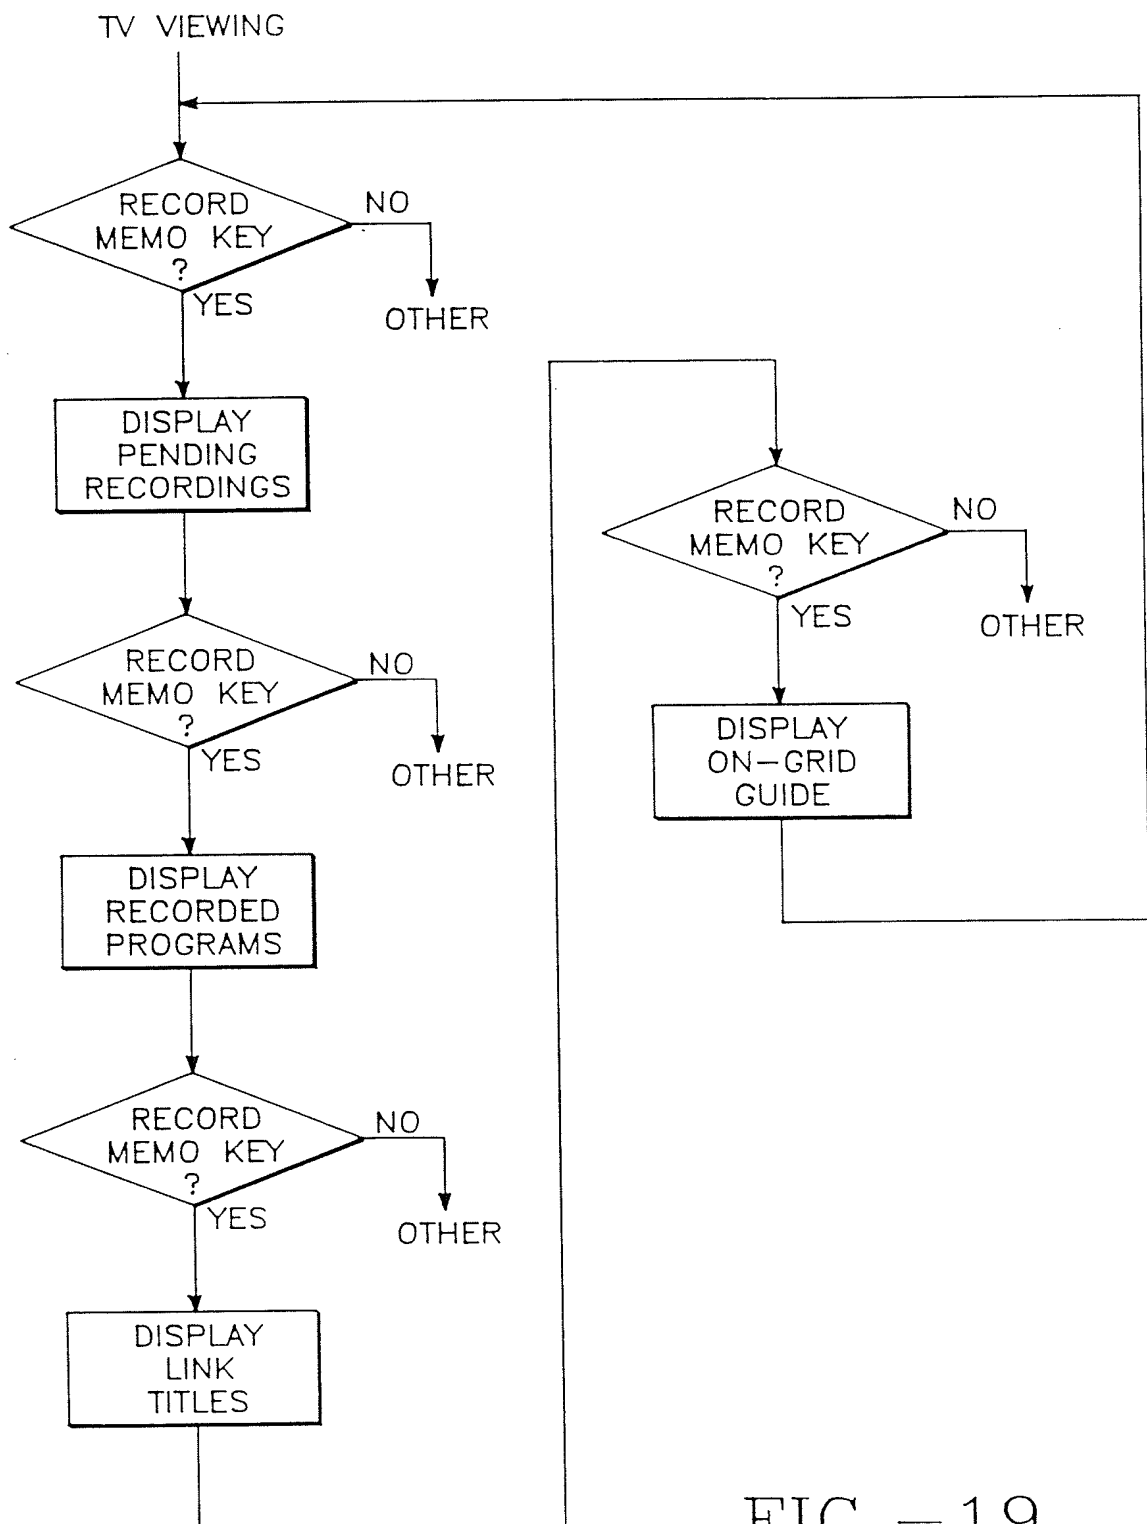 TV VIEWING
RECORD
MEMO KEY
?
NO
YES
OTHER
DISPLAY
PENDING
RECORDINGS
RECORD
MEMO KEY
?
NO
YES
OTHER
DISPLAY
RECORDED
PROGRAMS
RECORD
MEMO KEY
?
NO
YES
OTHER
DISPLAY
LINK
TITLES
RECORD
MEMO KEY
?
NO
YES
OTHER
DISPLAY
ON-GRID
GUIDE
FIG.-19